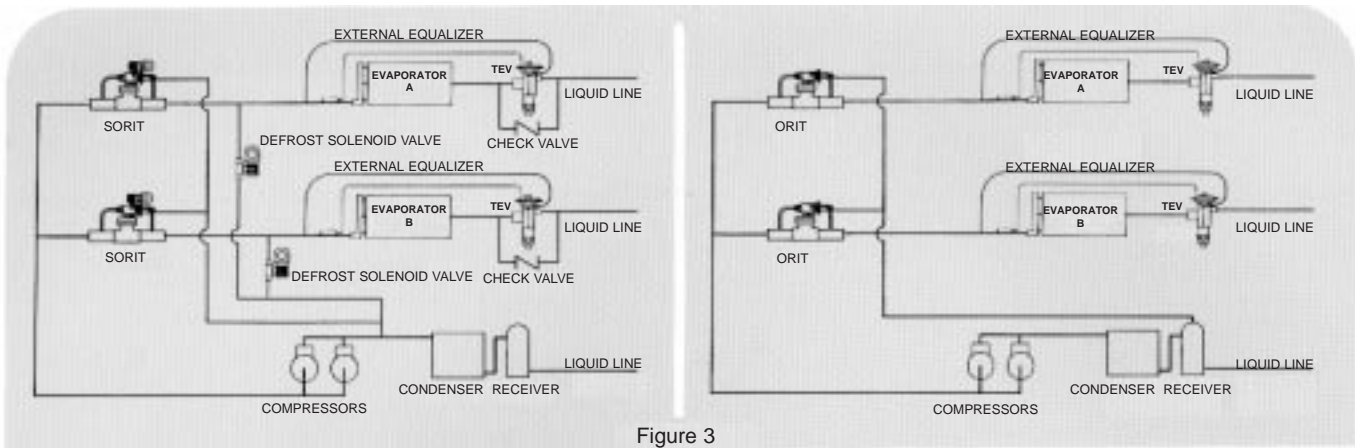 EXTERNAL EQUALIZER
TEV
EVAPORATOR
A
LIQUID LINE
SORIT
DEFROST SOLENOID VALVE
CHECK VALVE
EXTERNAL EQUALIZER
TEV
EVAPORATOR
B
LIQUID LINE
SORIT
DEFROST SOLENOID VALVE
CHECK VALVE
LIQUID LINE
CONDENSER
RECEIVER
COMPRESSORS
EXTERNAL EQUALIZER
TEV
EVAPORATOR
A
LIQUID LINE
ORIT
EXTERNAL EQUALIZER
TEV
EVAPORATOR
B
LIQUID LINE
ORIT
LIQUID LINE
CONDENSER
RECEIVER
COMPRESSORS
Figure 3